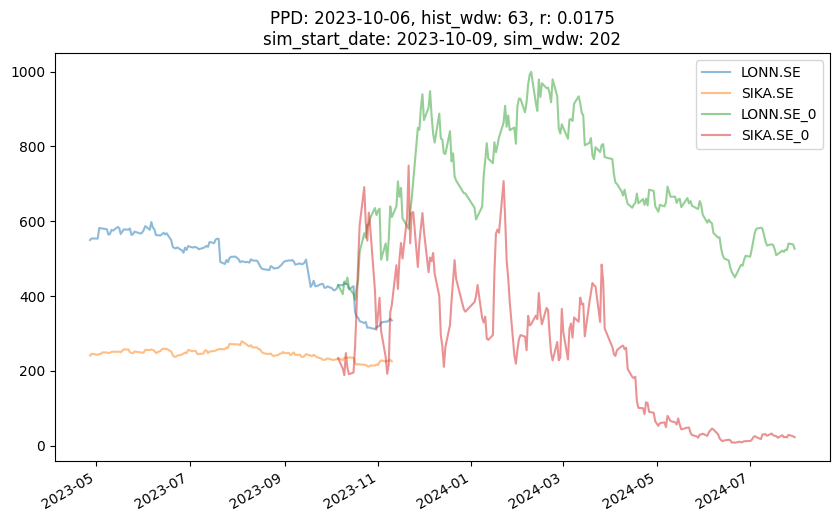 PPD: 2023-10-06, hist_wdw: 63, r: 0.0175
sim_start_date: 2023-10-09, sim_wdw: 202
LONN.SE
SIKA.SE
LONN.SE_0
SIKA.SE_0
1000
800
600
400
200
0
2023-05
2023-07
2023-09
2023-11
2024-01
2024-03
2024-05
2024-07